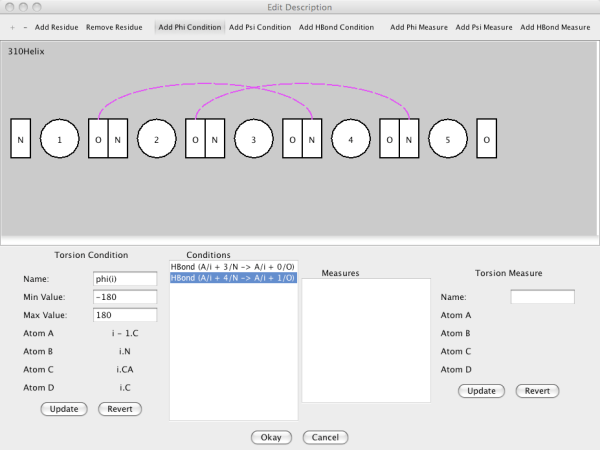 Edit Description
+ - Add Residue Remove Residue Add Phi Condition Add Psi Condition Add HBond Condition Add Phi Measure Add Psi Measure Add HBond Measure
310Helix
N 1 O N 2 O N 3 O N 4 O N 5 O
Torsion Condition
Name: phi(i)
Min Value: -180
Max Value: 180
Atom A i - 1.C
Atom B i.N
Atom C i.CA
Atom D i.C
Update Revert
Conditions
HBond (A/i + 3/N -> A/i + 0/O)
HBond (A/i + 4/N -> A/i + 1/O)
Measures
Torsion Measure
Name:
Atom A
Atom B
Atom C
Atom D
Update Revert
Okay Cancel